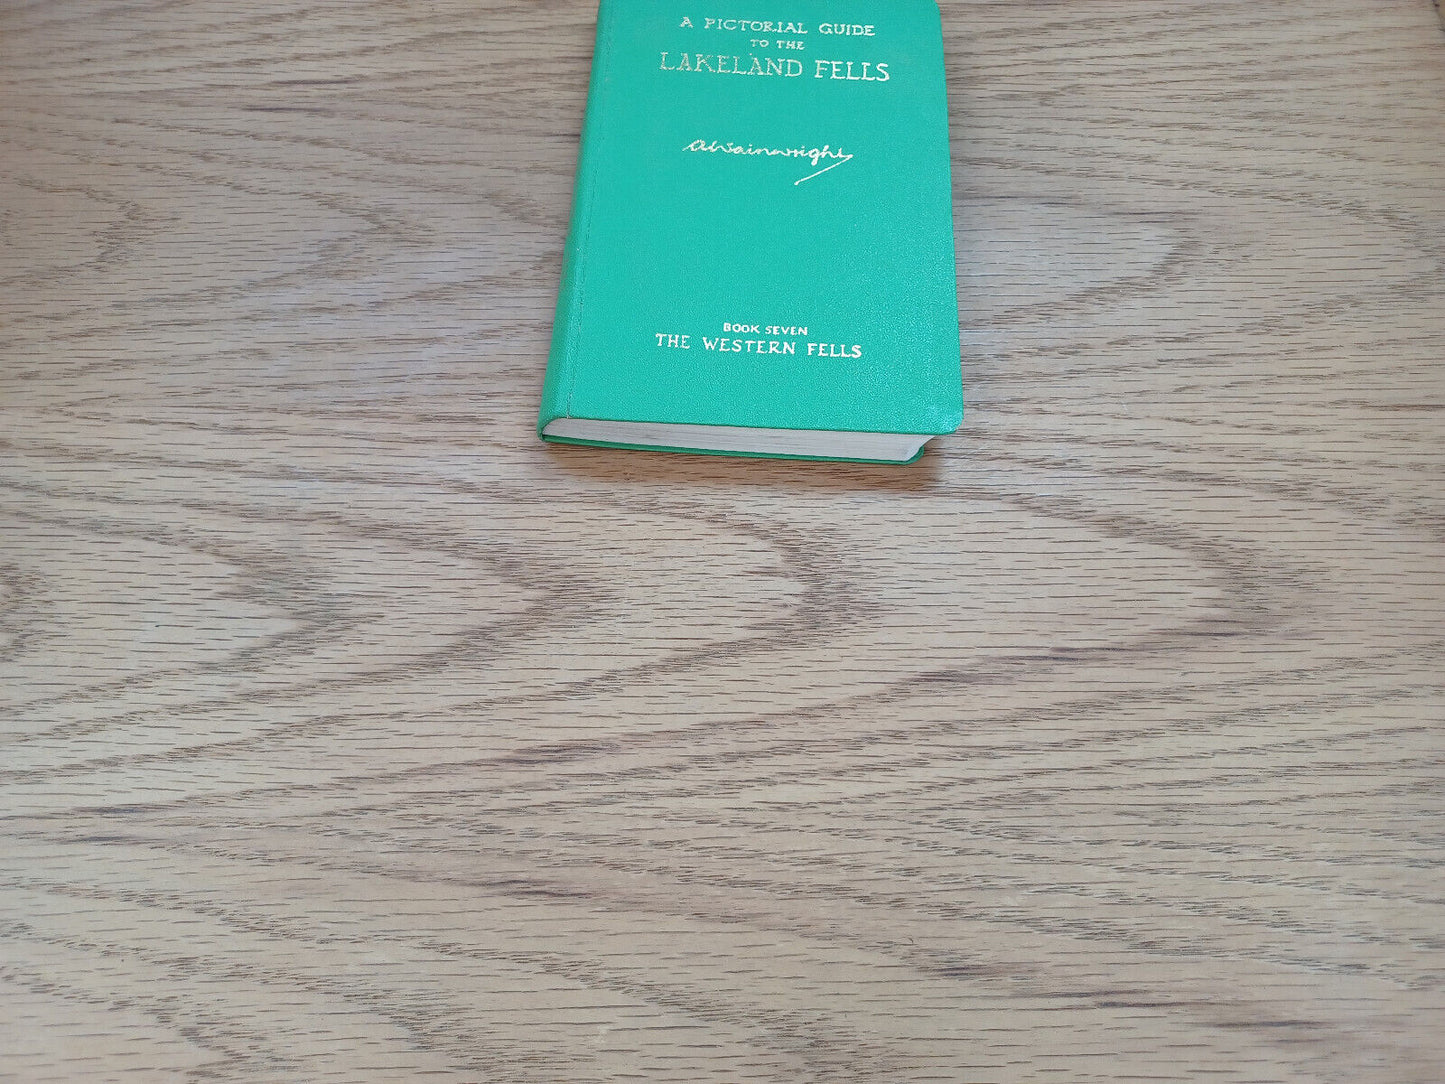 A PICTORIAL GUIDE
TO THE
LAKELAND FELLS
AWainwright
BOOK SEVEN
THE WESTERN FELLS